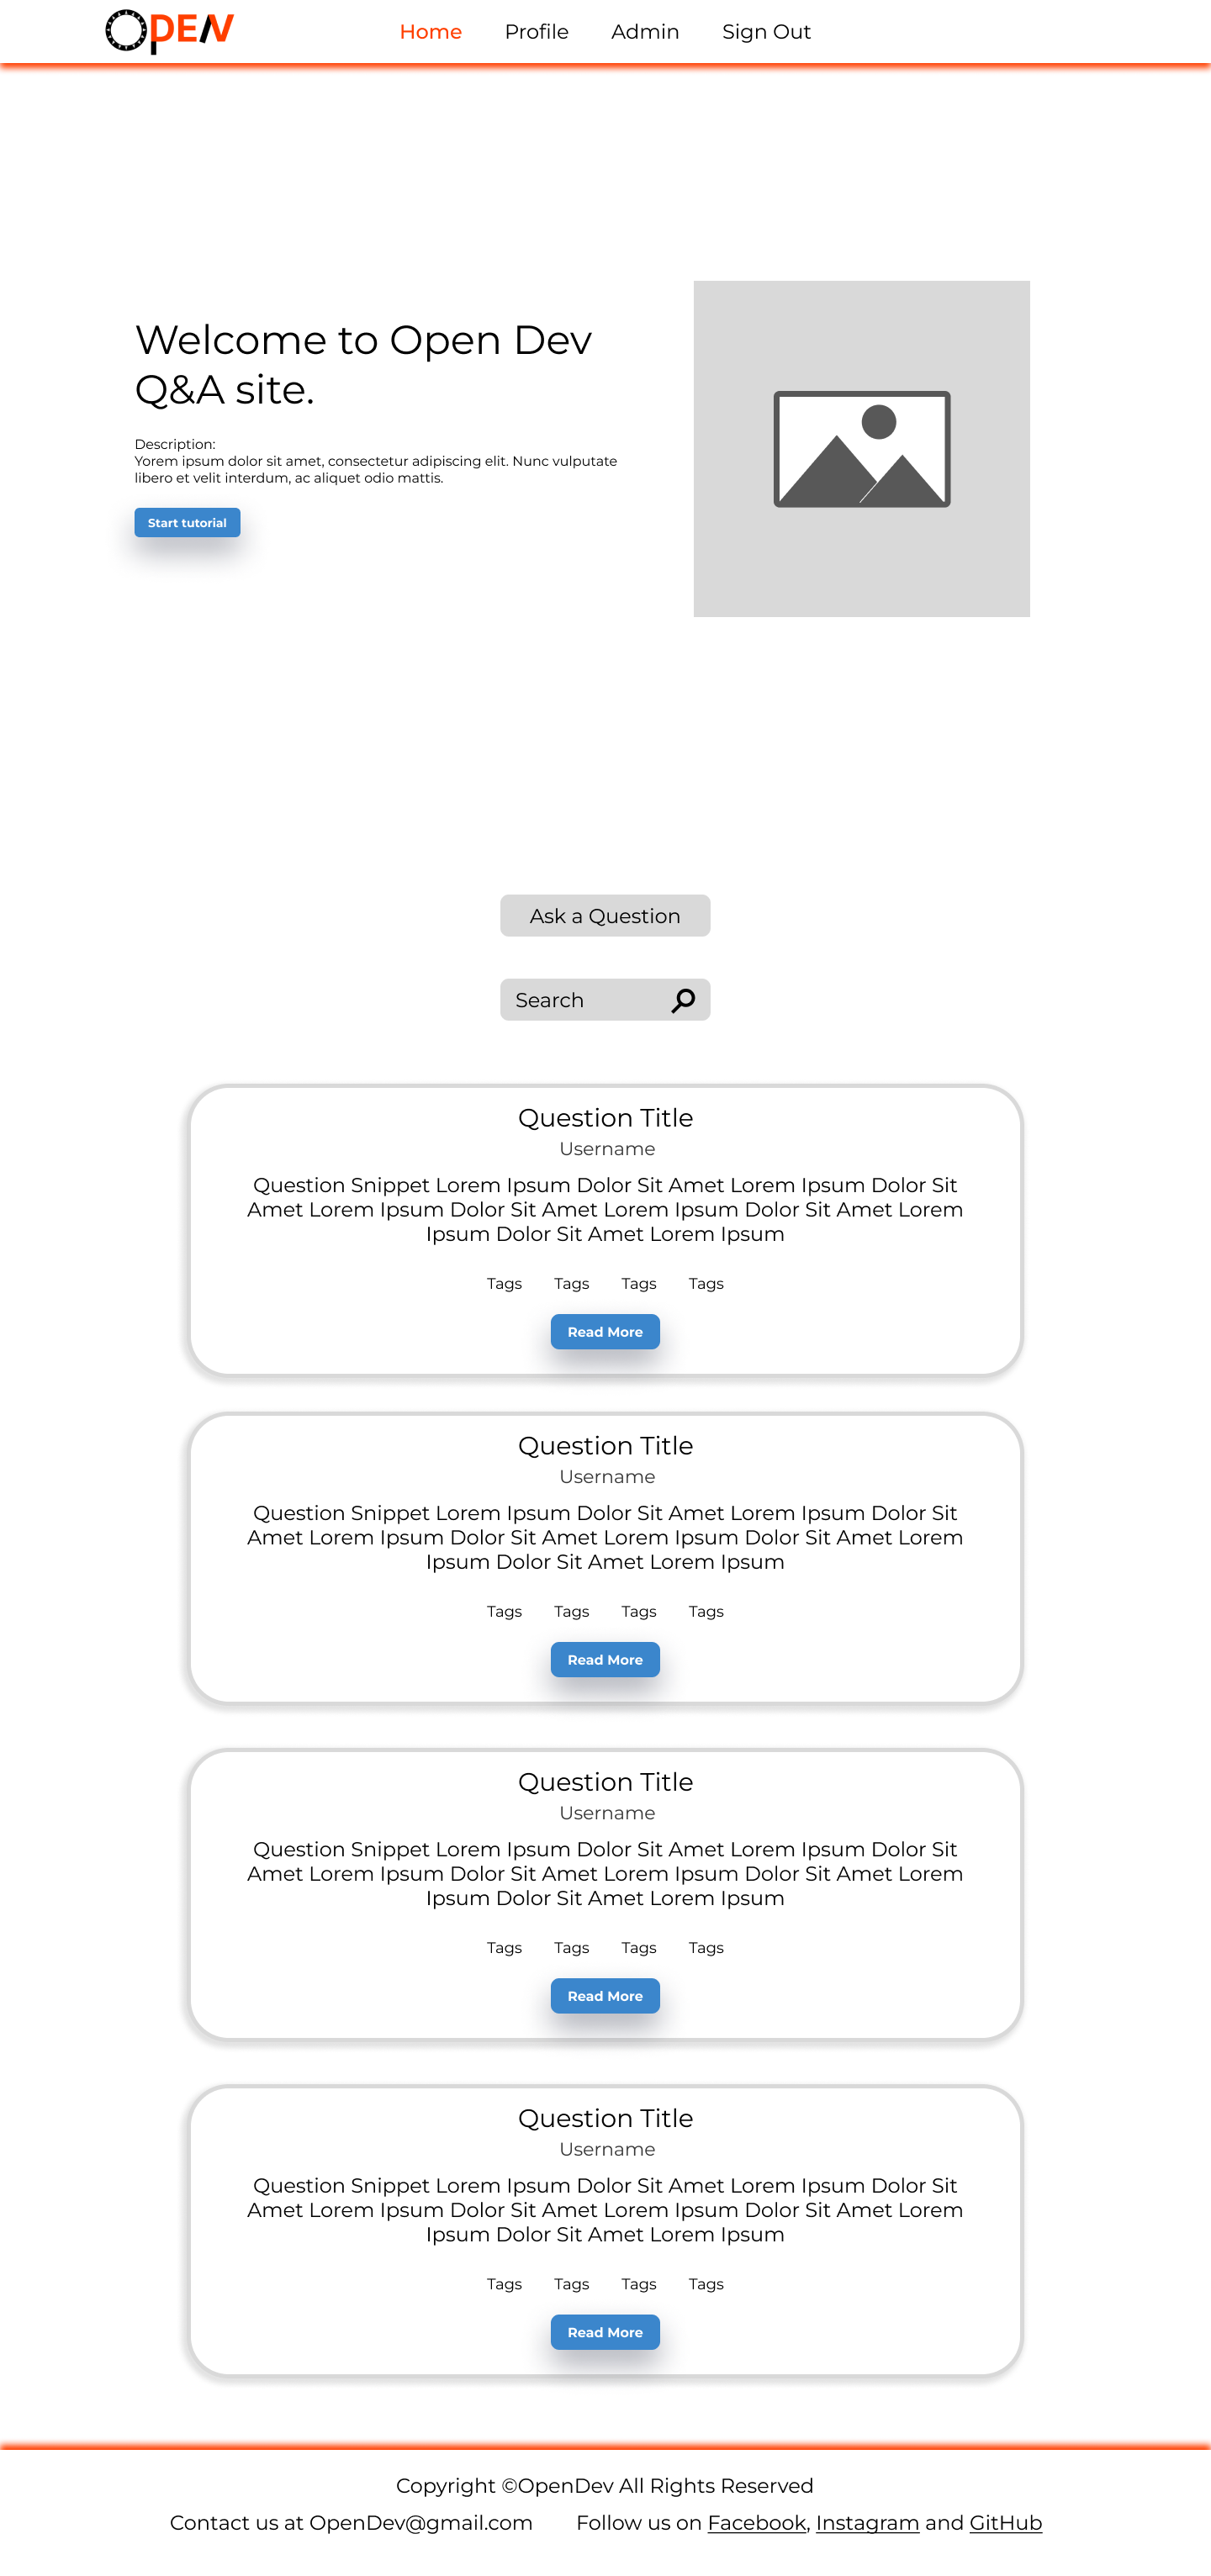 OPEN
Home Profile Admin Sign Out
Welcome to Open Dev
Q&A site.
Description:
Yorem ipsum dolor sit amet, consectetur adipiscing elit. Nunc vulputate
libero et velit interdum, ac aliquet odio mattis.
Start tutorial
Ask a Question
Search
Question Title
Username
Question Snippet Lorem Ipsum Dolor Sit Amet Lorem Ipsum Dolor Sit
Amet Lorem Ipsum Dolor Sit Amet Lorem Ipsum Dolor Sit Amet Lorem
Ipsum Dolor Sit Amet Lorem Ipsum
Tags Tags Tags Tags
Read More
Question Title
Username
Question Snippet Lorem Ipsum Dolor Sit Amet Lorem Ipsum Dolor Sit
Amet Lorem Ipsum Dolor Sit Amet Lorem Ipsum Dolor Sit Amet Lorem
Ipsum Dolor Sit Amet Lorem Ipsum
Tags Tags Tags Tags
Read More
Question Title
Username
Question Snippet Lorem Ipsum Dolor Sit Amet Lorem Ipsum Dolor Sit
Amet Lorem Ipsum Dolor Sit Amet Lorem Ipsum Dolor Sit Amet Lorem
Ipsum Dolor Sit Amet Lorem Ipsum
Tags Tags Tags Tags
Read More
Question Title
Username
Question Snippet Lorem Ipsum Dolor Sit Amet Lorem Ipsum Dolor Sit
Amet Lorem Ipsum Dolor Sit Amet Lorem Ipsum Dolor Sit Amet Lorem
Ipsum Dolor Sit Amet Lorem Ipsum
Tags Tags Tags Tags
Read More
Copyright ©OpenDev All Rights Reserved
Contact us at OpenDev@gmail.com Follow us on Facebook, Instagram and GitHub